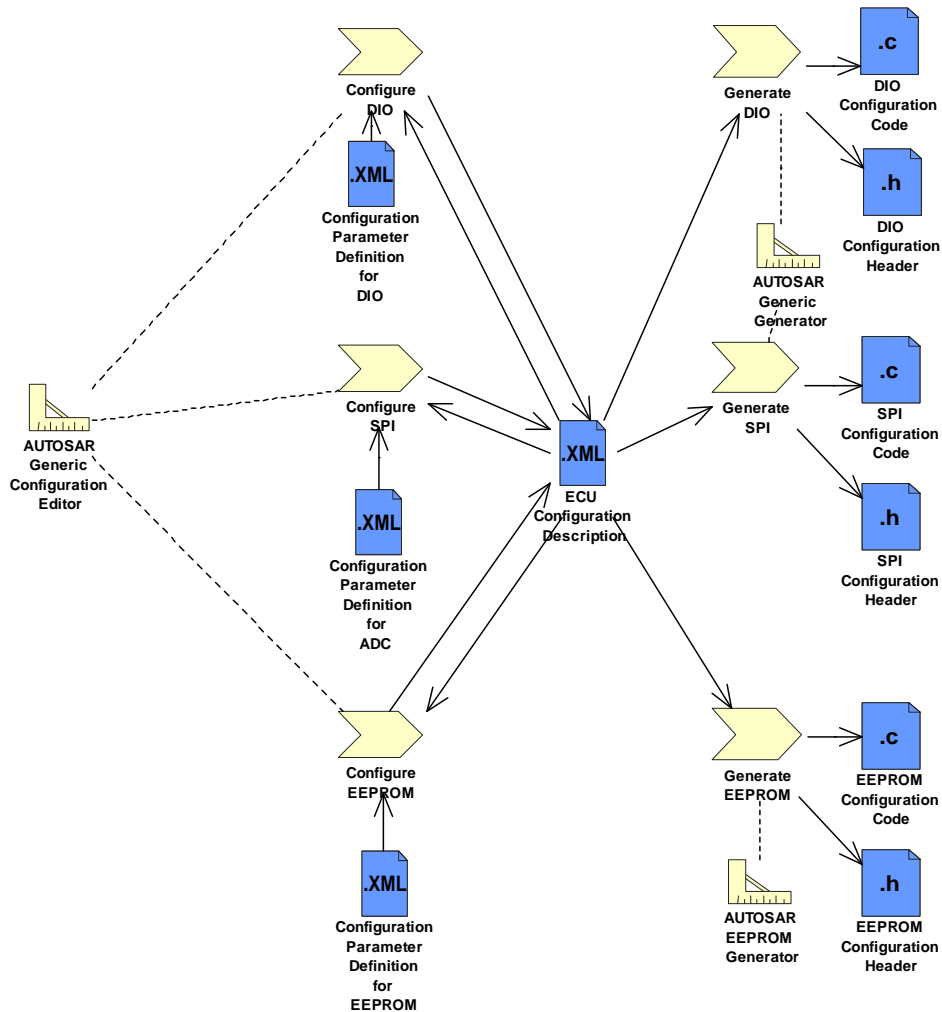 Configure
DIO
.XML
Configuration
Parameter
Definition
for
DIO
Generate
DIO
.c
DIO
Configuration
Code
.h
DIO
Configuration
Header
AUTOSAR
Generic
Generator
AUTOSAR
Generic
Configuration
Editor
Configure
SPI
.XML
Configuration
Parameter
Definition
for
ADC
.XML
ECU
Configuration
Description
Generate
SPI
.c
SPI
Configuration
Code
.h
SPI
Configuration
Header
Configure
EEPROM
.XML
Configuration
Parameter
Definition
for
EEPROM
Generate
EEPROM
.c
EEPROM
Configuration
Code
AUTOSAR
EEPROM
Generator
.h
EEPROM
Configuration
Header